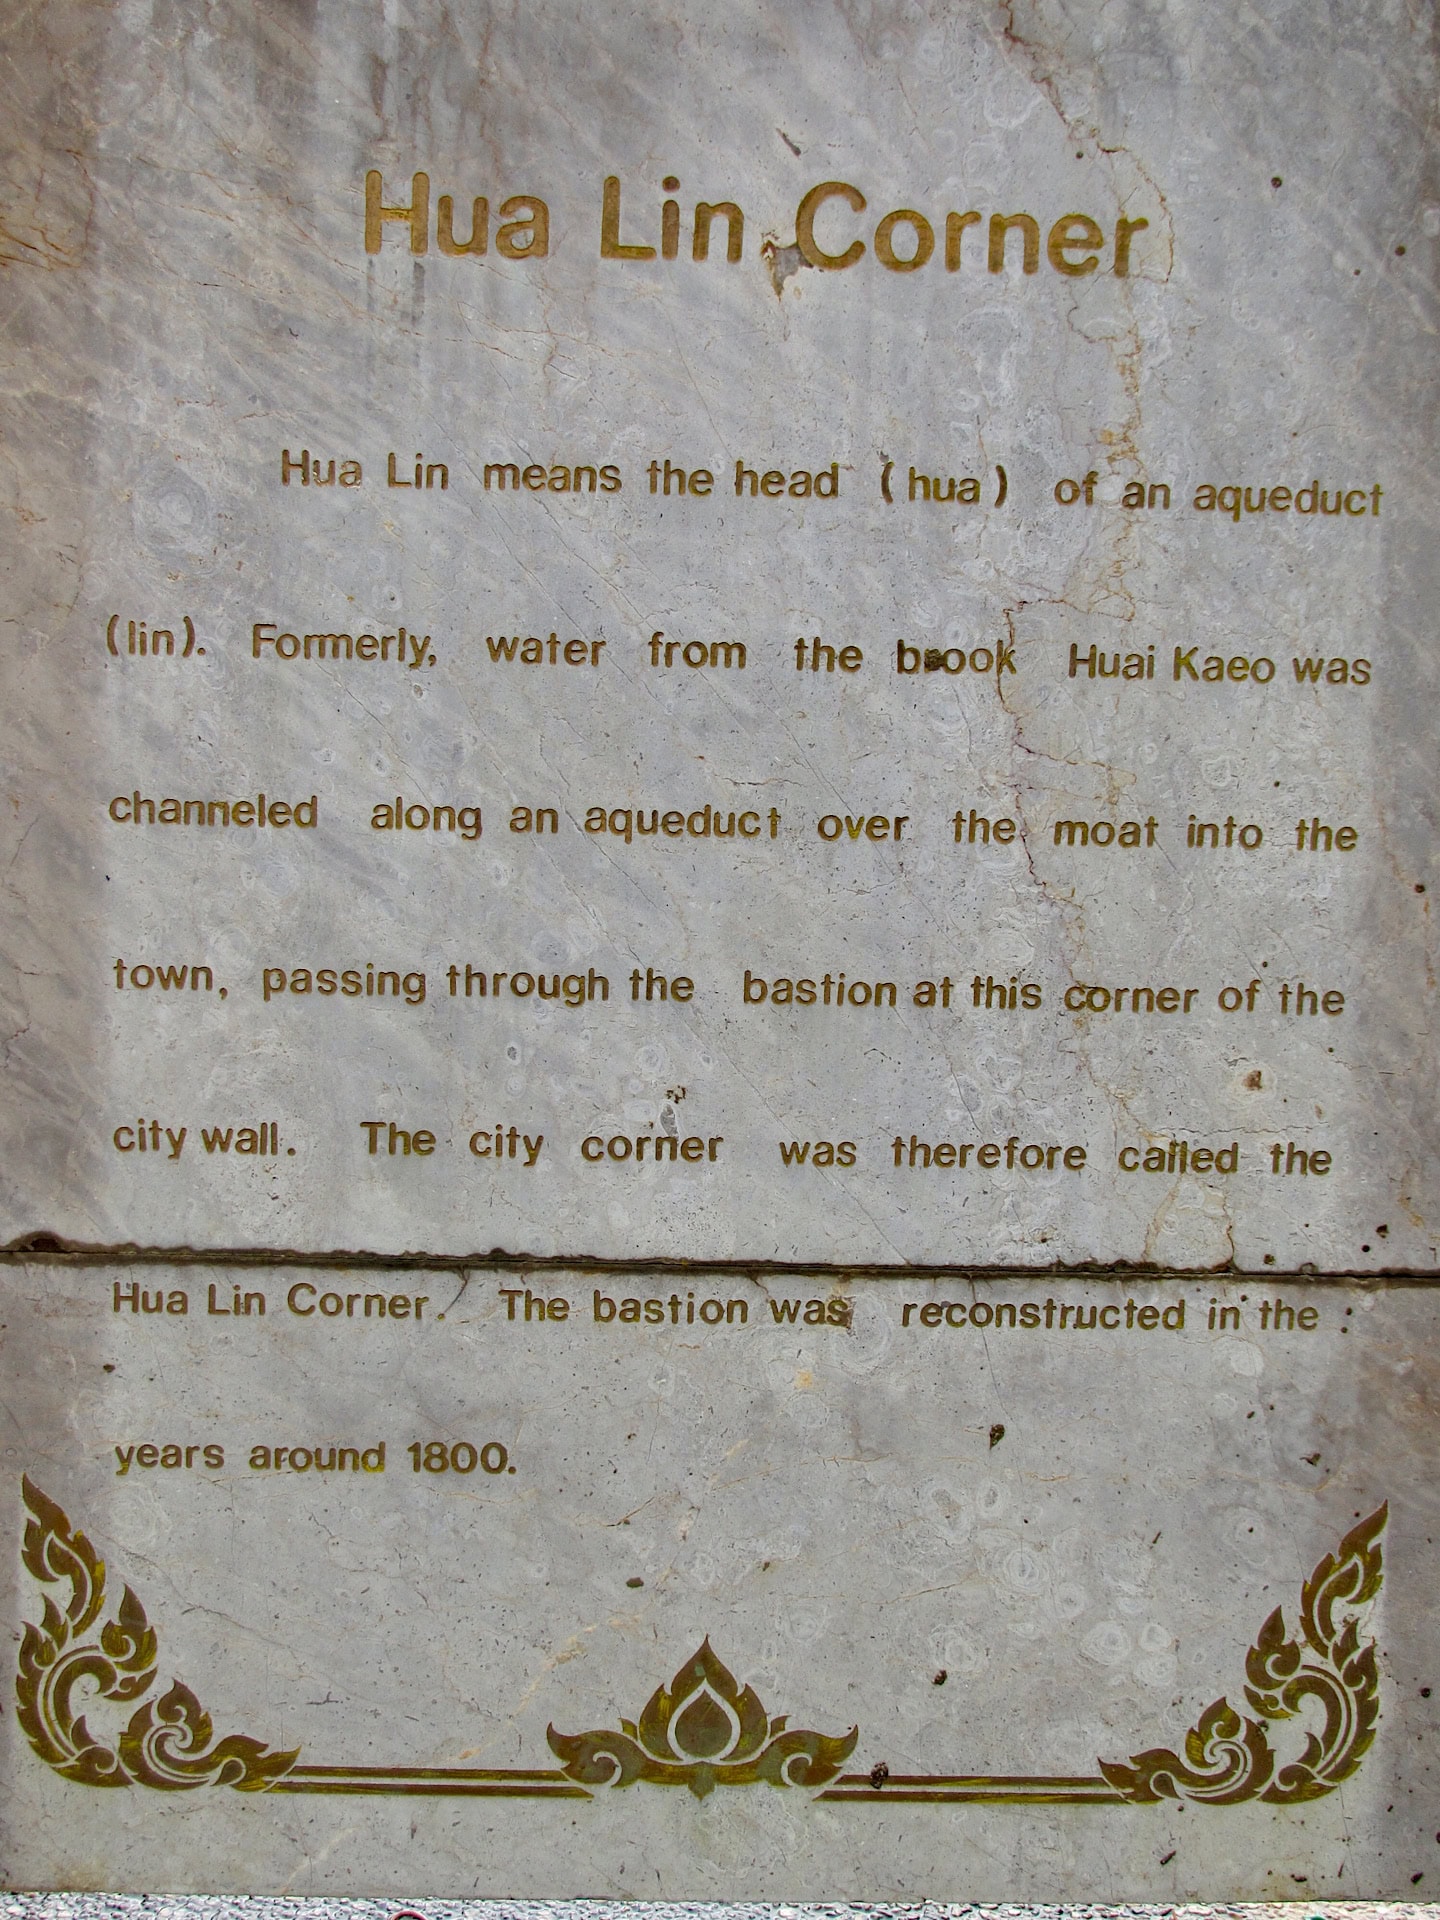 Hua Lin Corner
Hua Lin means the head (hua) of an aqueduct
(lin). Formerly, water from the brook Huai Kaeo was
channeled along an aqueduct over the moat into the
town, passing through the bastion at this corner of the
city wall. The city corner was therefore called the
Hua Lin Corner. The bastion was reconstructed in the
years around 1800.